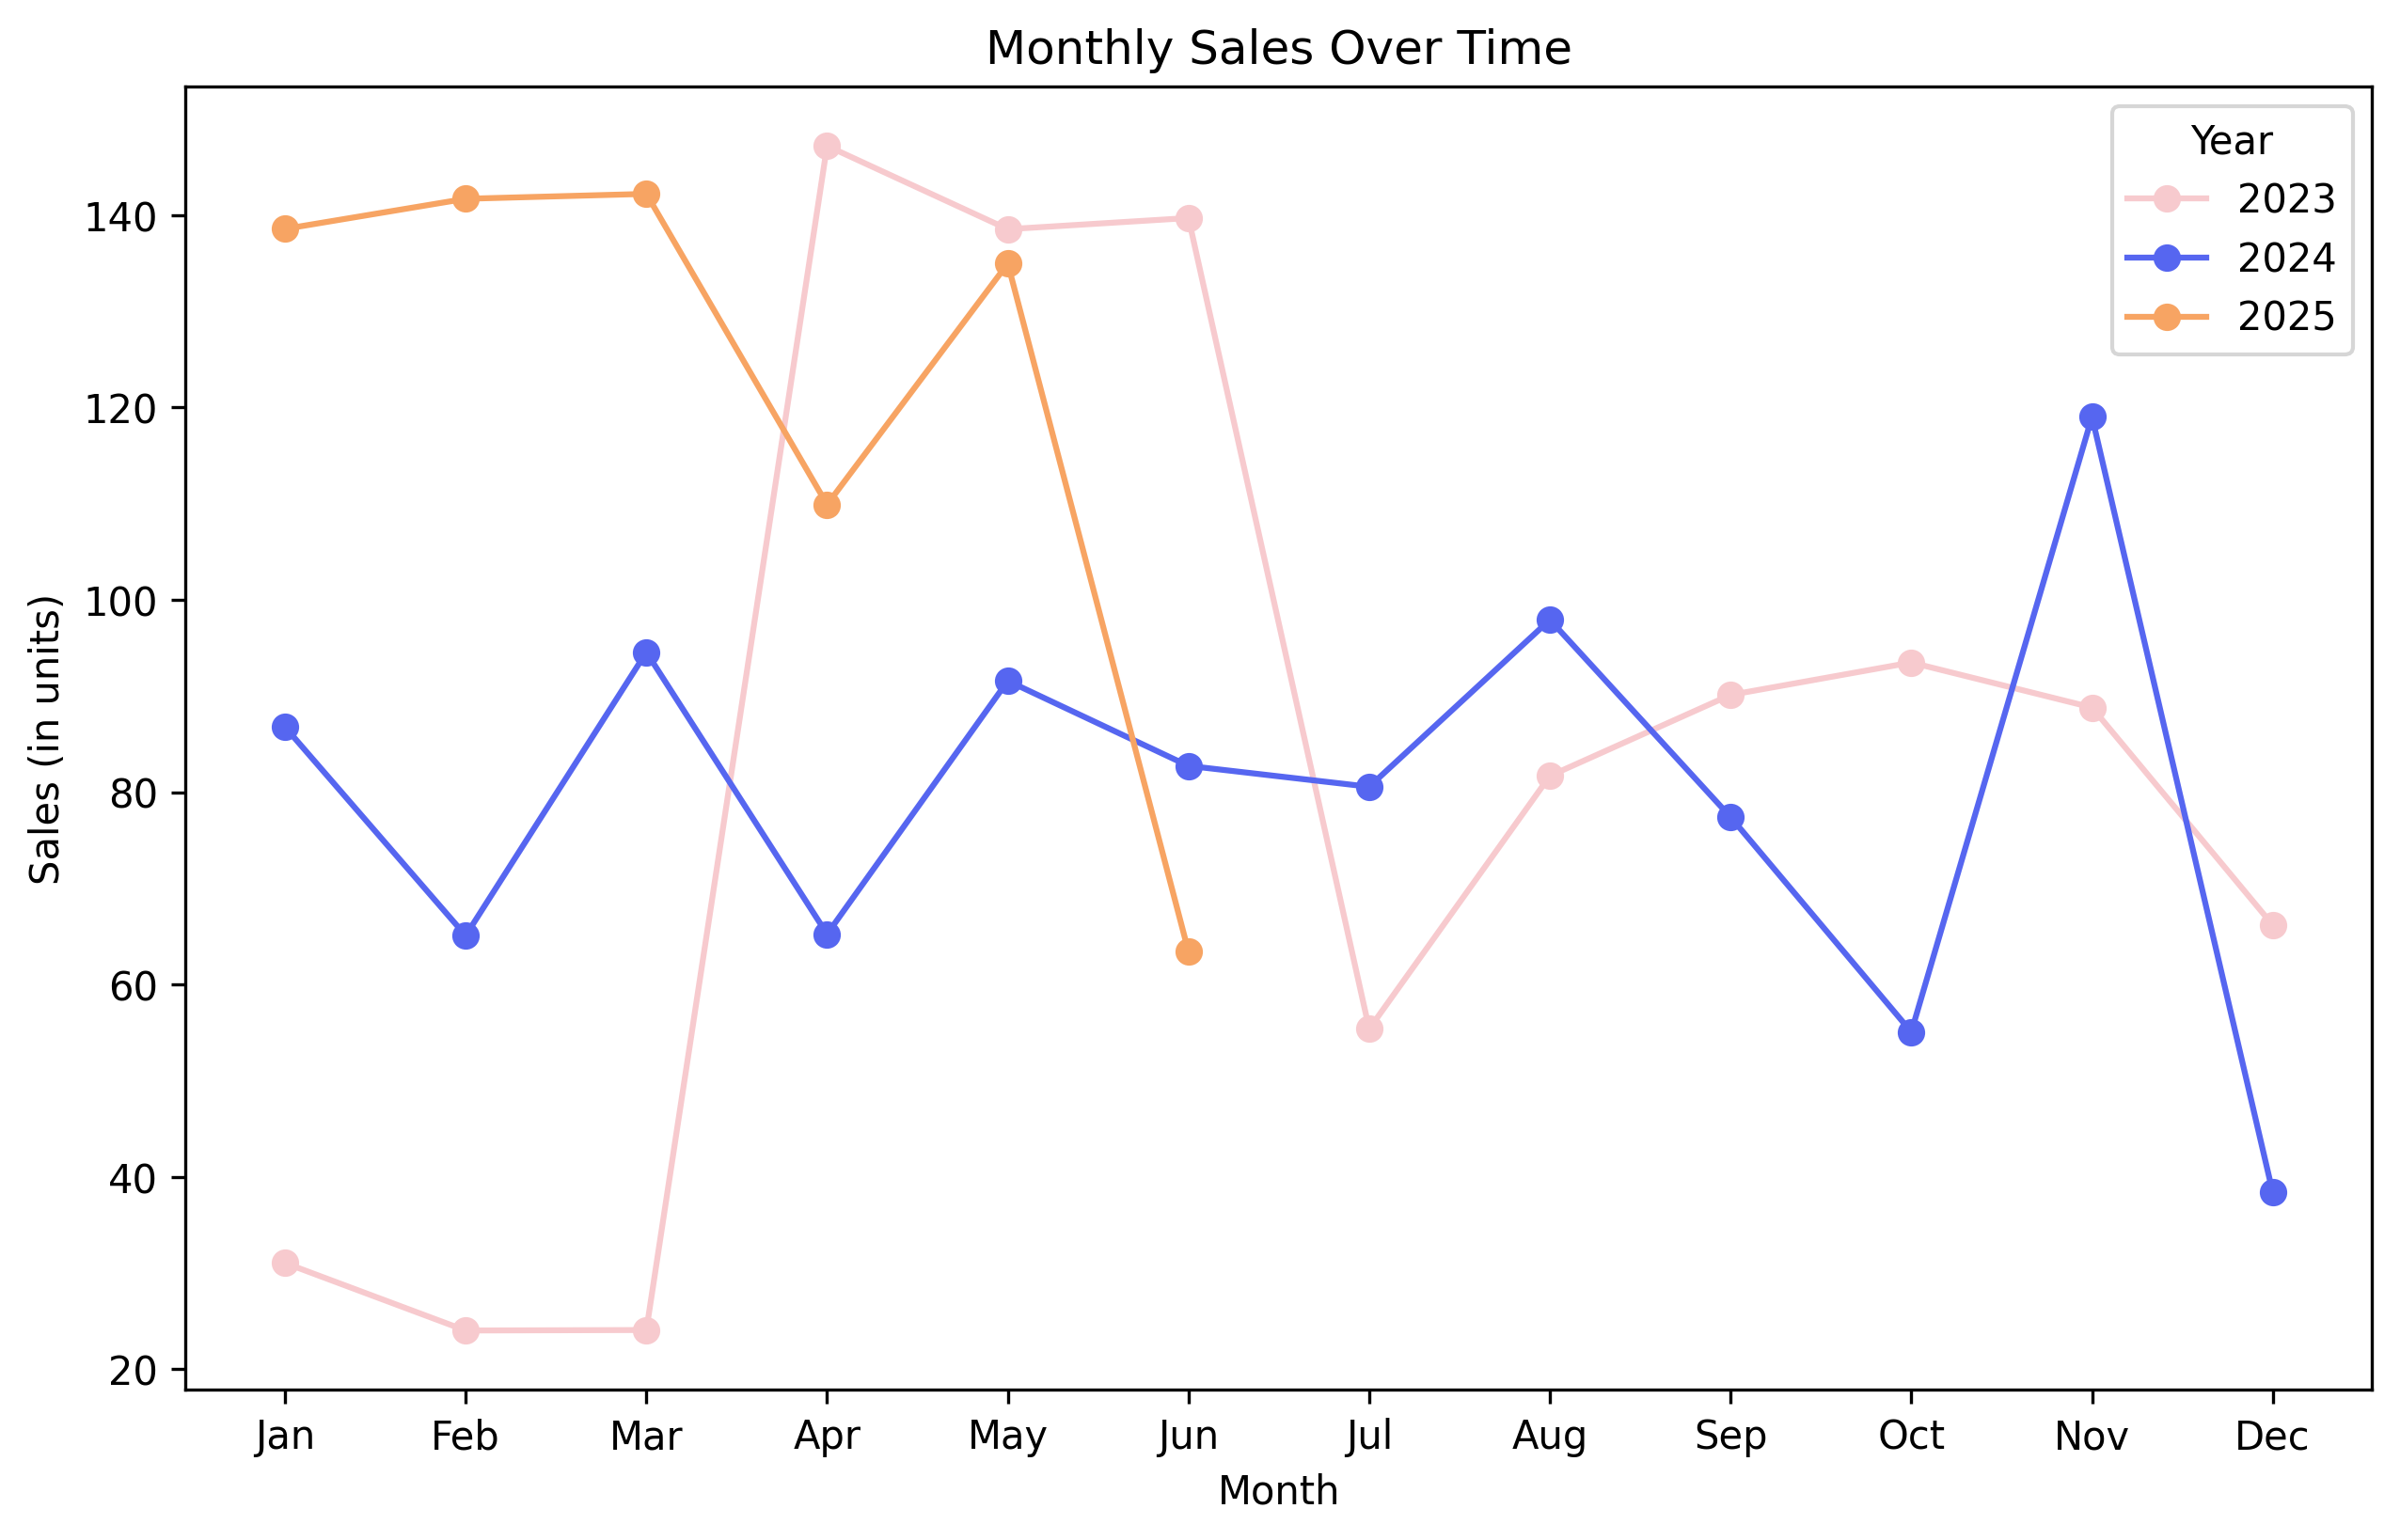 Monthly Sales Over Time
Year
2023
2024
2025
140
120
100
80
60
40
20
Sales (in units)
Jan Feb Mar Apr May Jun Jul Aug Sep Oct Nov Dec
Month